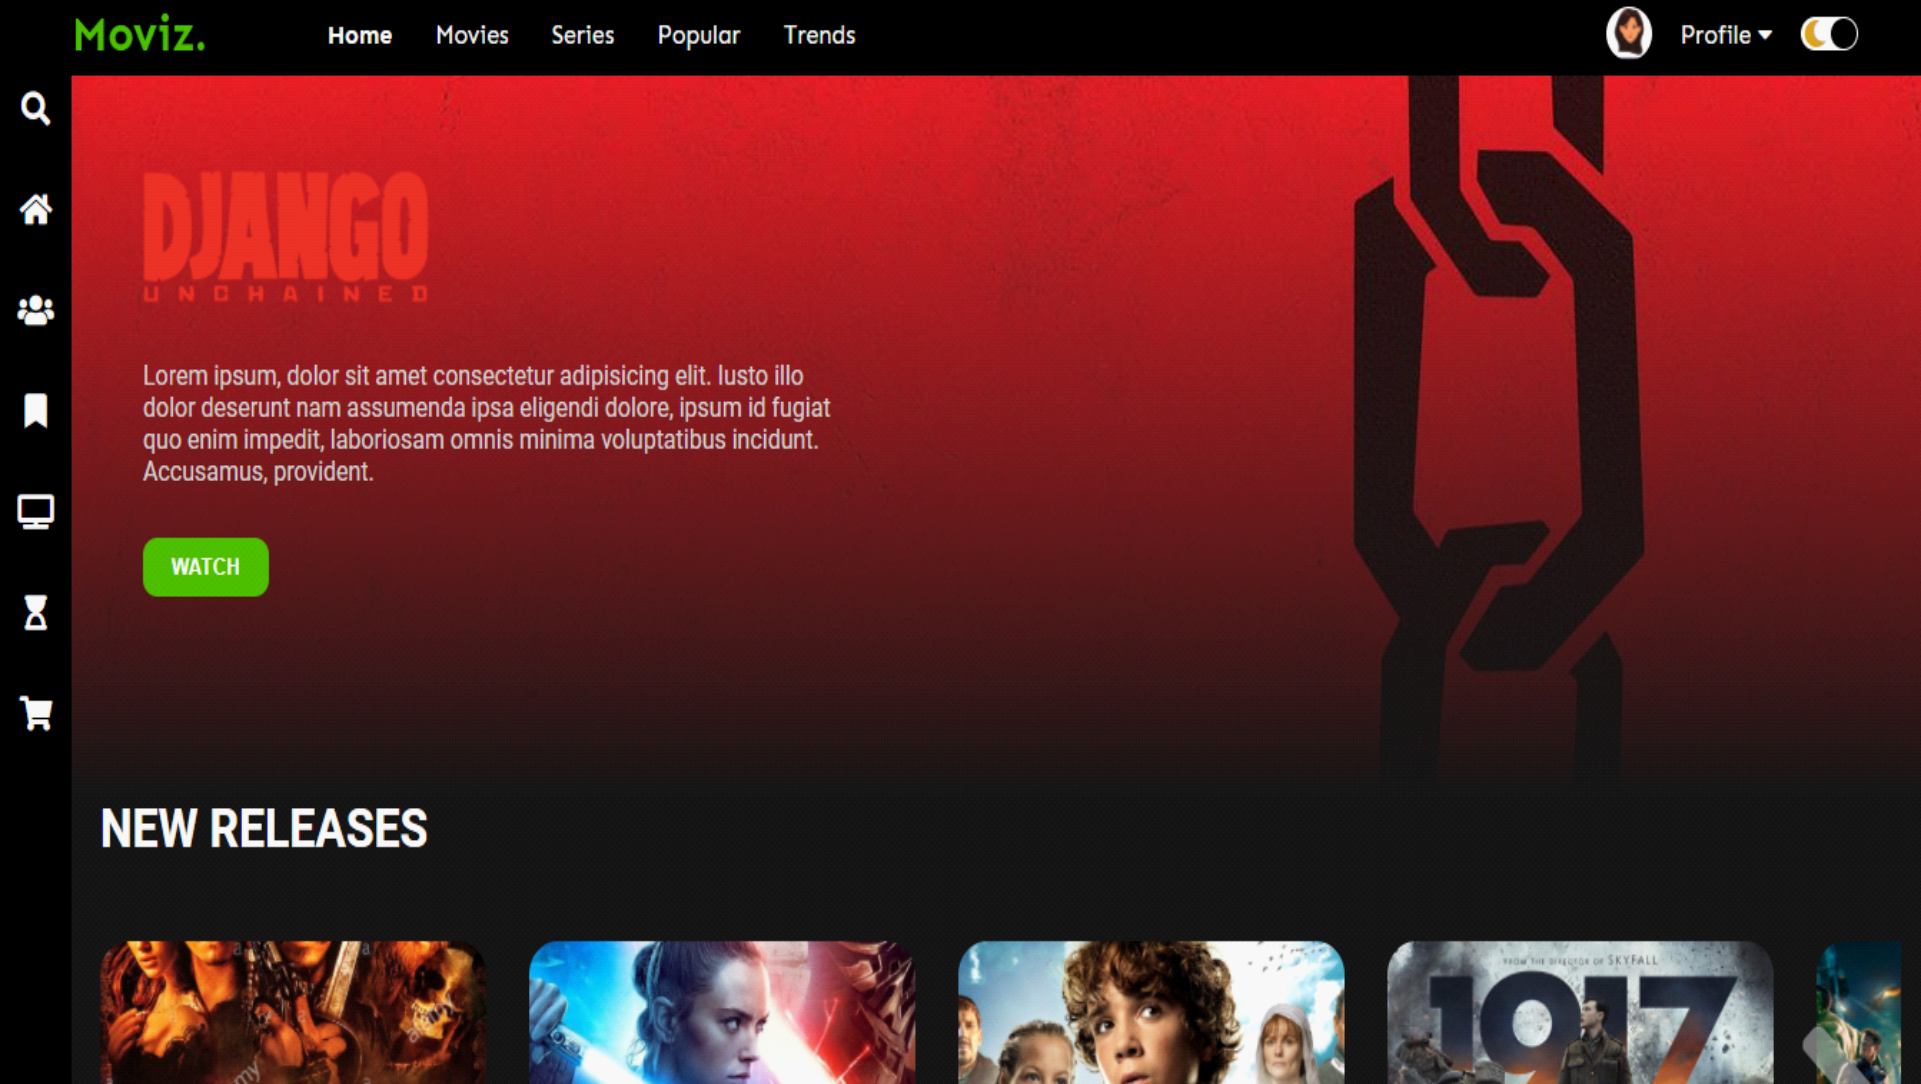 Moviz.
Home Movies Series Popular Trends
Profile
DJANGO
UNCHAINED
Lorem ipsum, dolor sit amet consectetur adipisicing elit. Iusto illo
dolor deserunt nam assumenda ipsa eligendi dolore, ipsum id fugiat
quo enim impedit, laboriosam omnis minima voluptatibus incidunt.
Accusamus, provident.
WATCH
NEW RELEASES
FROM THE DIRECTOR OF SKYFALL
1917